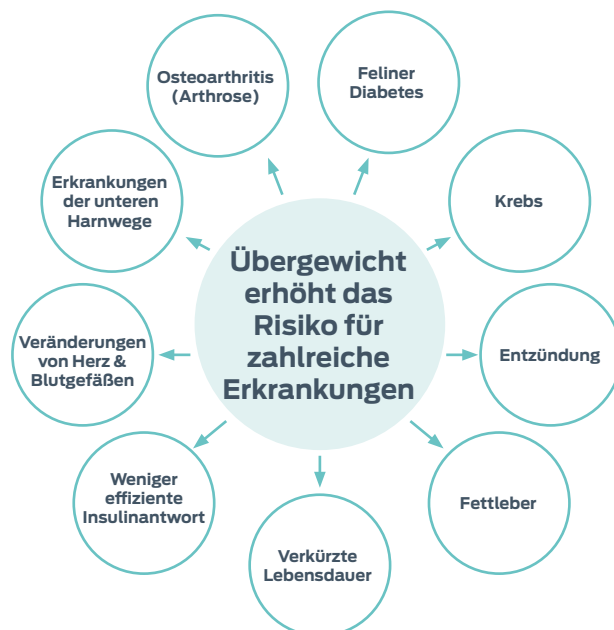 Osteoarthritis
(Arthrose)
Feliner
Diabetes
Erkrankungen
der unteren
Harnwege
Krebs
Übergewicht
erhöht das
Risiko für
zahlreiche
Erkrankungen
Veränderungen
von Herz &
Blutgefäßen
Entzündung
Weniger
effiziente
Insulinantwort
Fettleber
Verkürzte
Lebensdauer